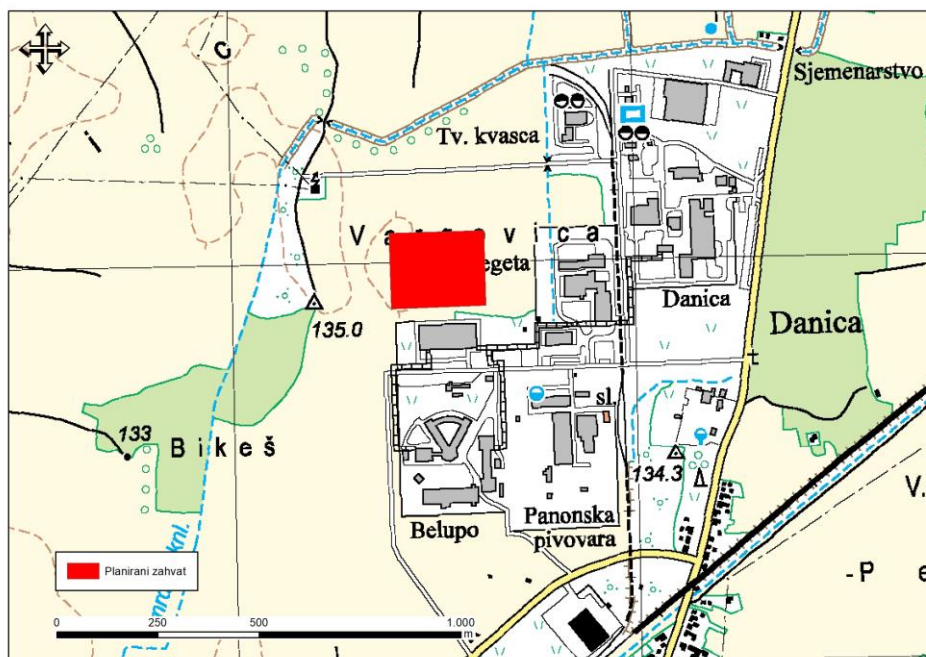 G
Sjemenarstvo
Tv. kvasca
egeta
Danica
Danica
135.0
133
B i k e š
sl.
134.3
Belupo
Panonska
pivovara
V.
- P e
Planirani zahvat
knl.
0 250 500 1.000
m